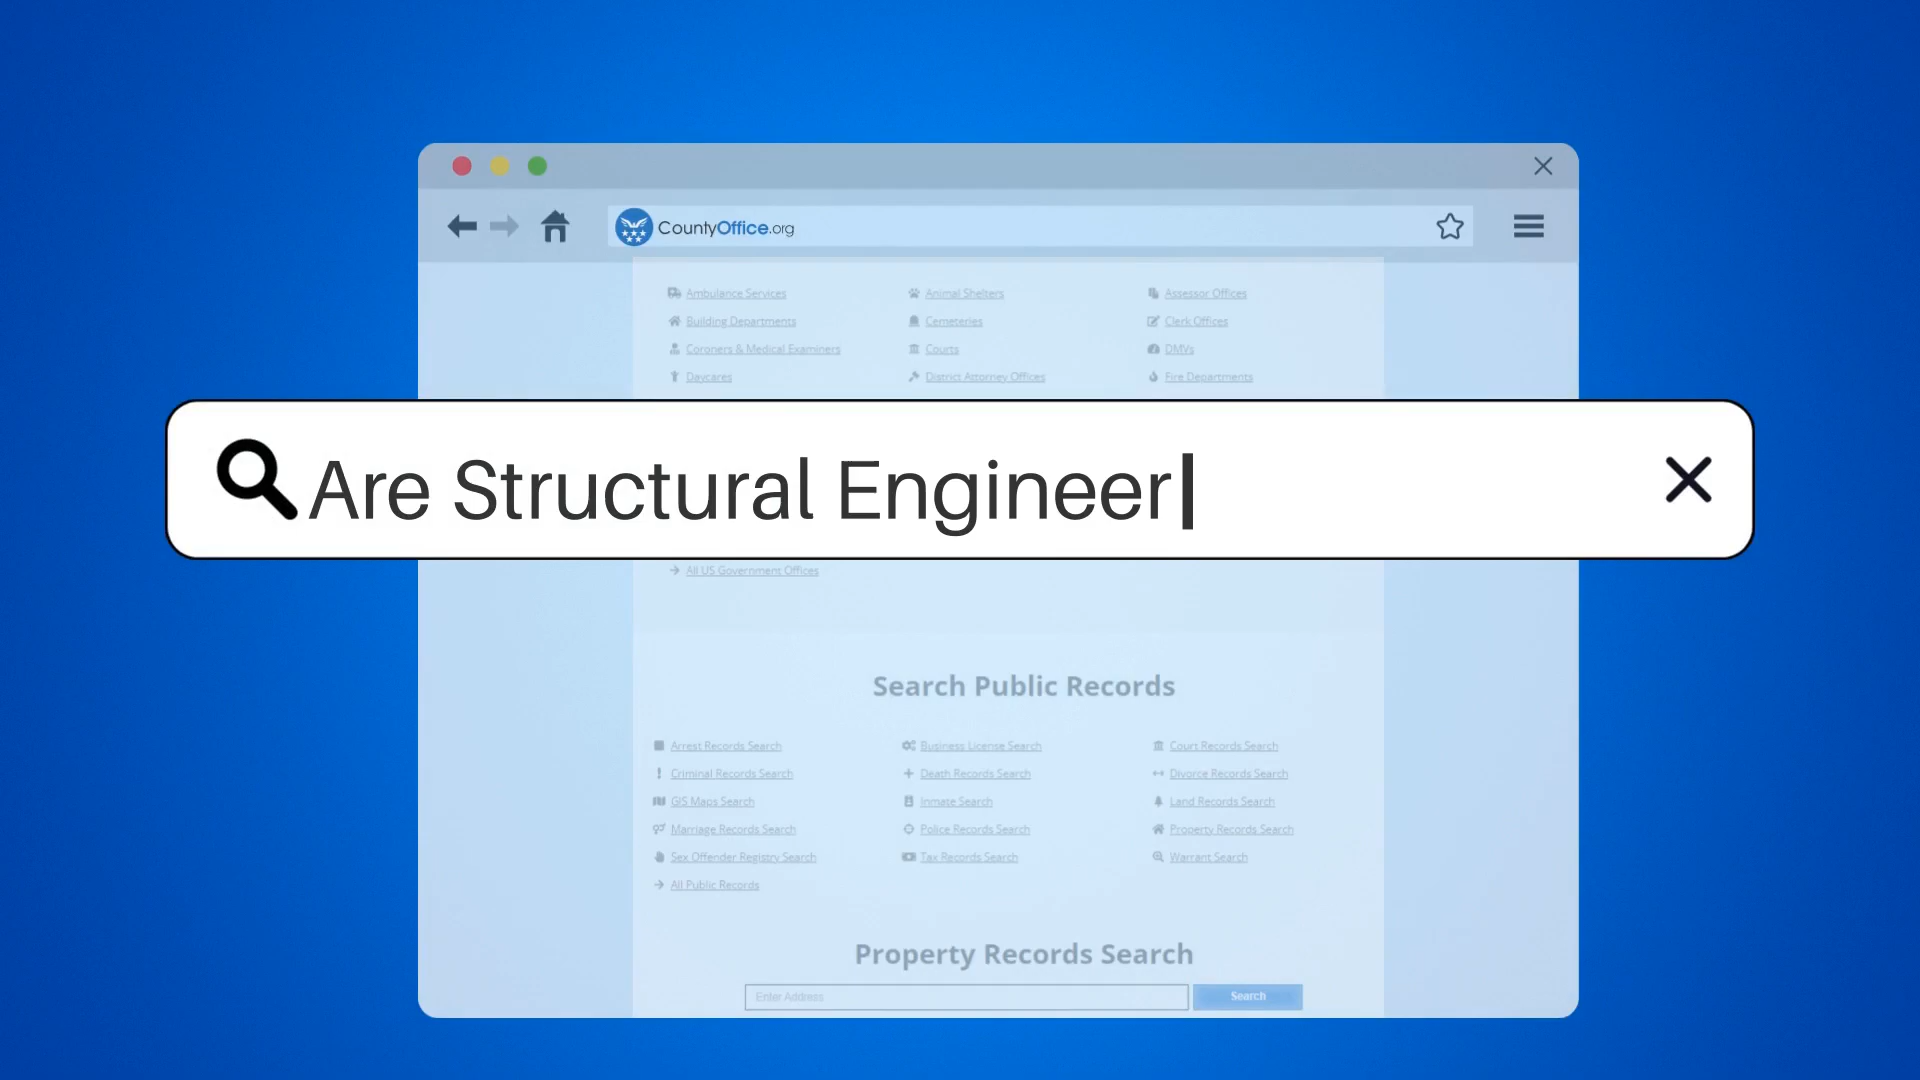 CountyOffice.org
Ambulance Services Animal Shelters Assessor Offices
Building Departments Cemeteries Clerk Offices
Coroners & Medical Examiners Courts DMVs
Daycares District Attorney Offices Fire Departments
Are Structural Engineer
All US Government Offices
Search Public Records
Arrest Records Search Business License Search Court Records Search
Criminal Records Search Death Records Search Divorce Records Search
GIS Maps Search Inmate Search Land Records Search
Marriage Records Search Police Records Search Property Records Search
Sex Offender Registry Search Tax Records Search Warrant Search
All Public Records
Property Records Search
Enter Address Search